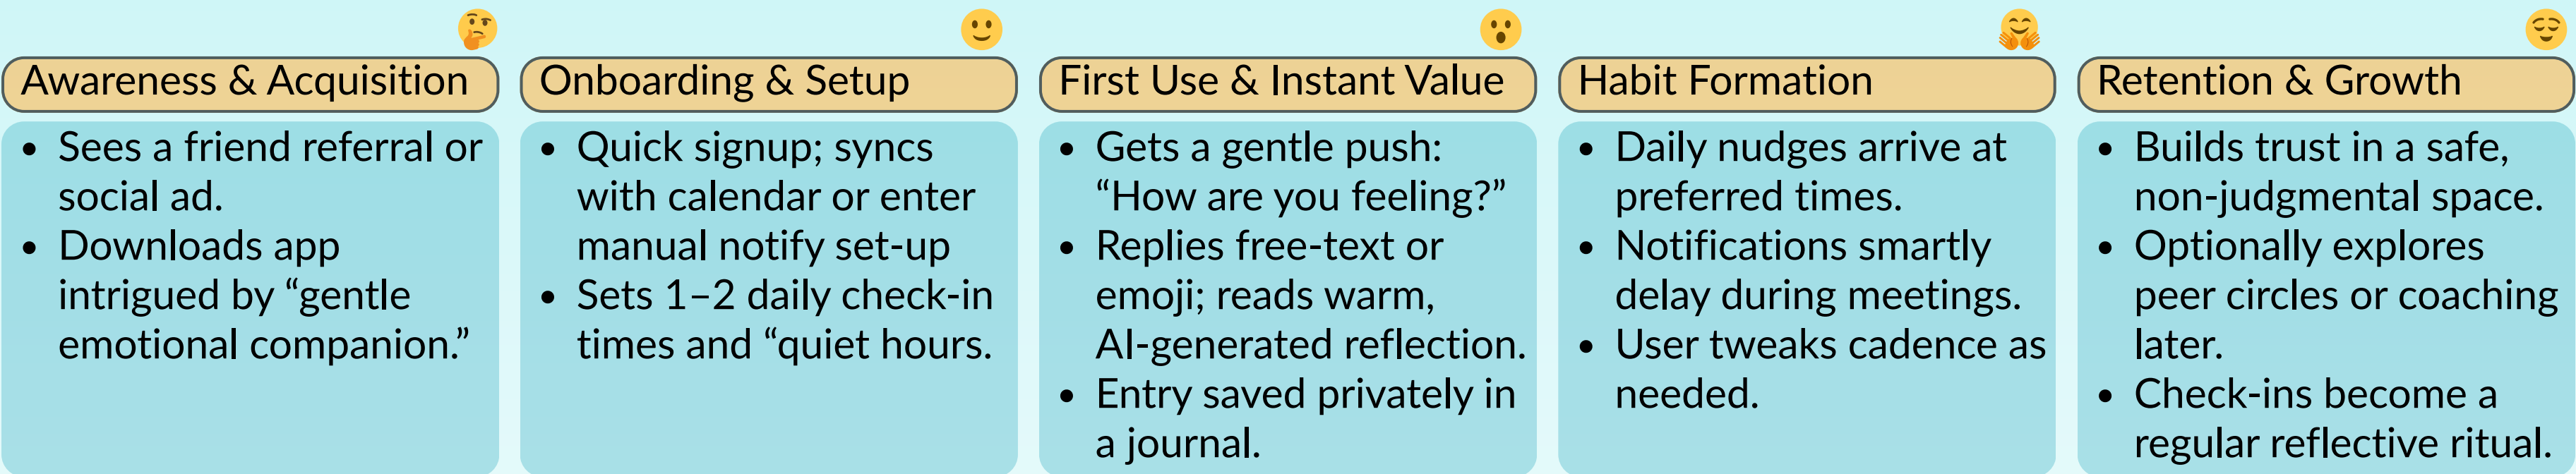 Awareness & Acquisition
• Sees a friend referral or
social ad.
• Downloads app
intrigued by “gentle
emotional companion.”
Onboarding & Setup
• Quick signup; syncs
with calendar or enter
manual notify set-up
• Sets 1–2 daily check-in
times and “quiet hours.
First Use & Instant Value
• Gets a gentle push:
“How are you feeling?”
• Replies free-text or
emoji; reads warm,
AI-generated reflection.
• Entry saved privately in
a journal.
Habit Formation
• Daily nudges arrive at
preferred times.
• Notifications smartly
delay during meetings.
• User tweaks cadence as
needed.
Retention & Growth
• Builds trust in a safe,
non-judgmental space.
• Optionally explores
peer circles or coaching
later.
• Check-ins become a
regular reflective ritual.